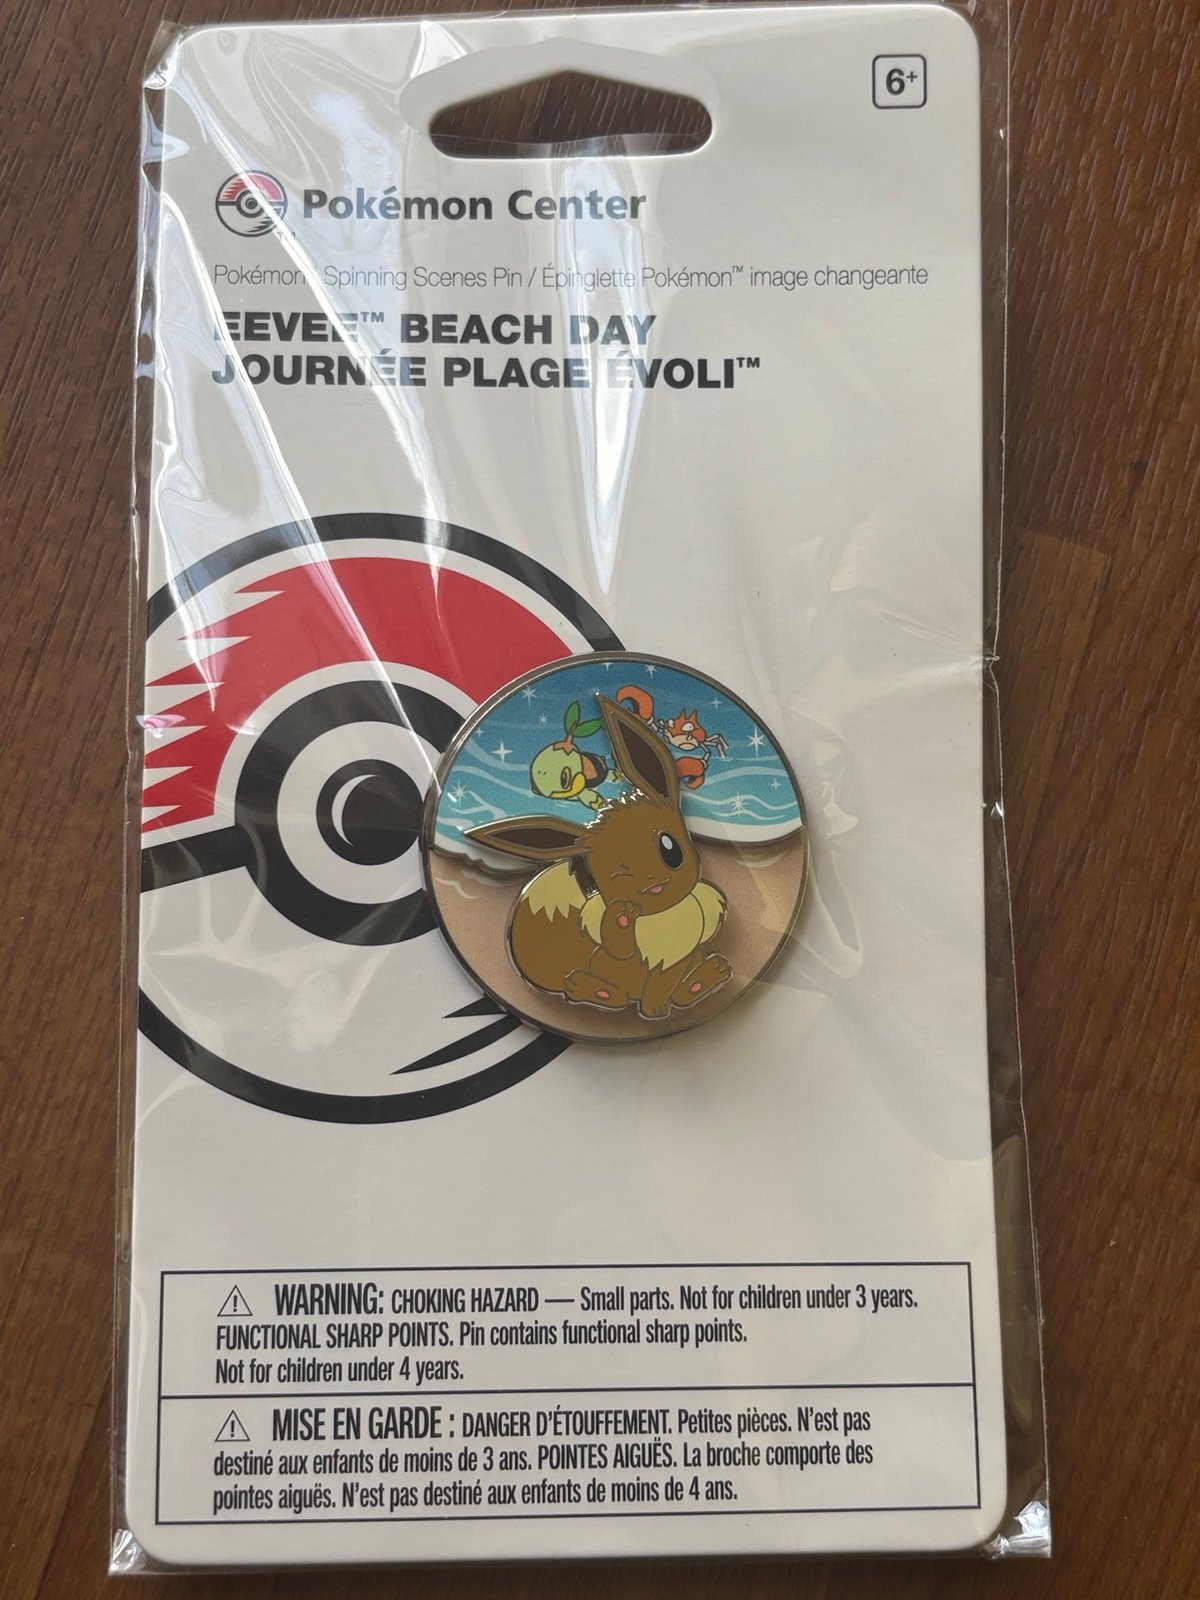 6+
Pokémon Center
TM
Pokémon™ Spinning Scenes Pin / Épinglette Pokémon™ image changeante
EEVEE™ BEACH DAY
JOURNÉE PLAGE ÉVOLI™
WARNING: CHOKING HAZARD — Small parts. Not for children under 3 years.
FUNCTIONAL SHARP POINTS. Pin contains functional sharp points.
Not for children under 4 years.
MISE EN GARDE : DANGER D'ÉTOUFFEMENT. Petites pièces. N'est pas
destiné aux enfants de moins de 3 ans. POINTES AIGUËS. La broche comporte des
pointes aiguës. N'est pas destiné aux enfants de moins de 4 ans.